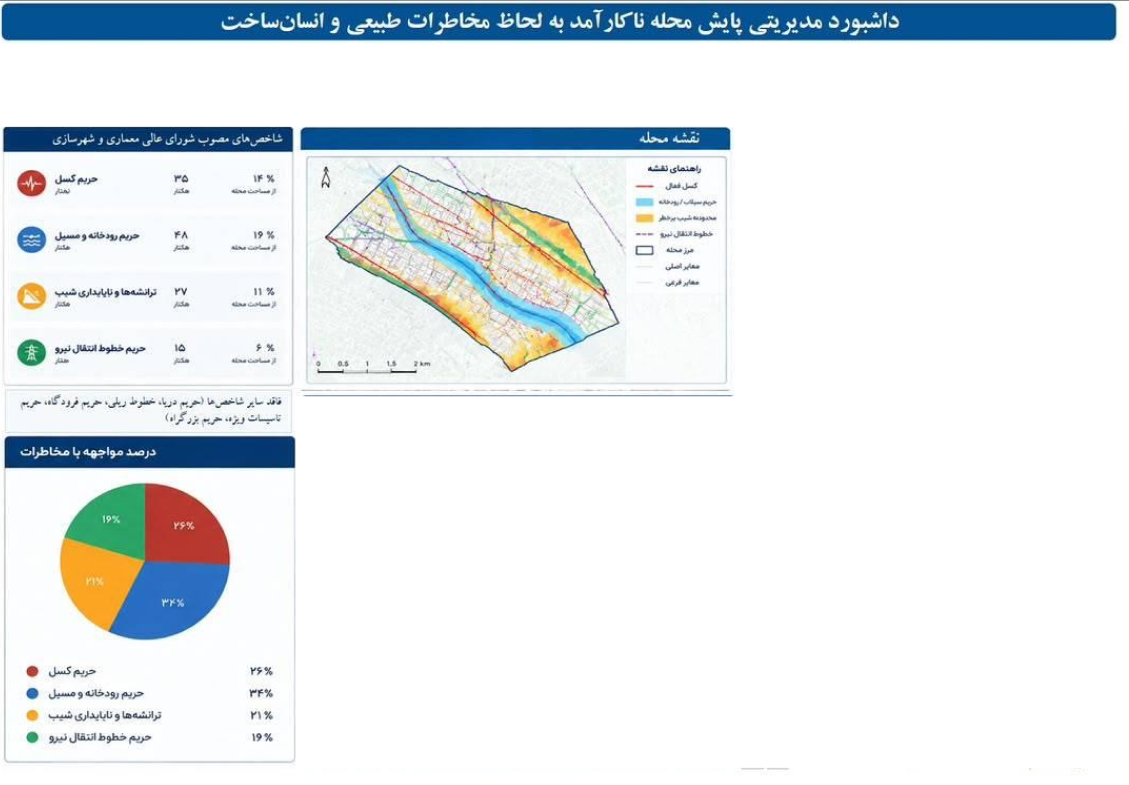 داشبورد مدیریتی پایش محله ناکارآمد به لحاظ مخاطرات طبیعی و انسان‌ساخت
نقشه محله
راهنمای نقشه
کسل فعال
حریم سیلاب / رودخانه
محدوده شیب پرخطر
خطوط انتقال نیرو
مرز محله
معابر اصلی
معابر فرعی
0 0.5 1 1.5 2 km
شاخص‌های مصوب شورای عالی معماری و شهرسازی
حریم کسل ۳۵ ۱۴ %
هکتار از مساحت محله
حریم رودخانه و مسیل ۴۸ ۱۹ %
هکتار هکتار از مساحت محله
ترانشه‌ها و ناپایداری شیب ۲۷ ۱۱ %
هکتار هکتار از مساحت محله
حریم خطوط انتقال نیرو ۱۵ ۶ %
هکتار از مساحت محله
فاقد سایر شاخص‌ها (حریم دریا، خطوط ریلی، حریم فرودگاه، حریم
تاسیسات ویژه، حریم بزرگراه)
درصد مواجهه با مخاطرات
۱۹%
۲۶%
۲۱%
۳۴%
حریم کسل ۲۶%
حریم رودخانه و مسیل ۳۴%
ترانشه‌ها و ناپایداری شیب ۲۱ %
حریم خطوط انتقال نیرو ۱۹ %